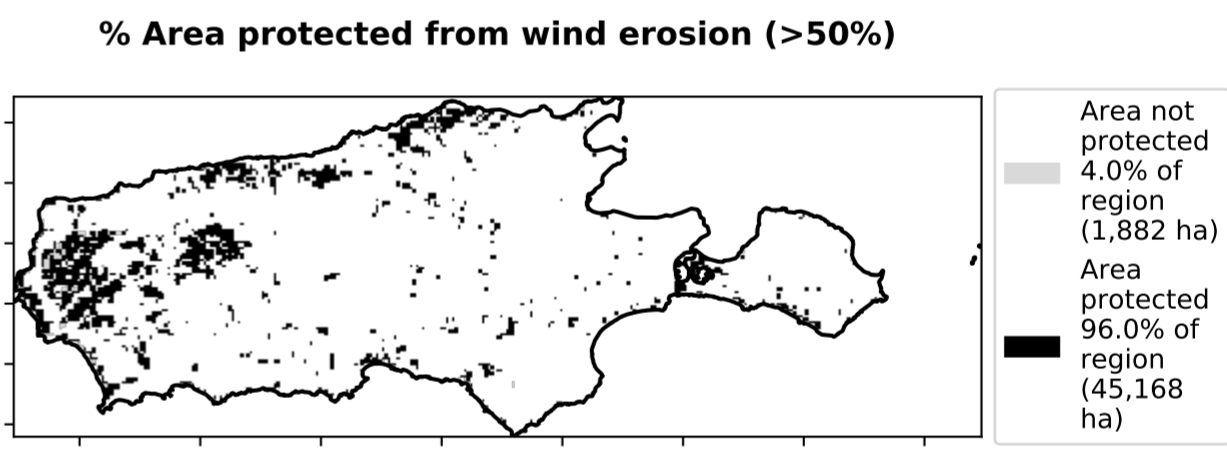 % Area protected from wind erosion (>50%)
Area not
protected
4.0% of
region
(1,882 ha)
Area
protected
96.0% of
region
(45,168
ha)